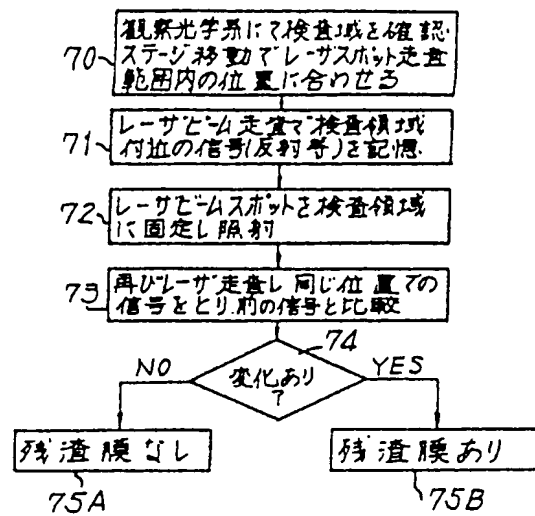 観察光学系にて検査域を確認
ステージ移動でレーザスポット走査
範囲内の位置に合わせる
70
レーザビーム走査で検査領域
付近の信号(反射等)を記憶
71
レーザビームスポットを検査領域
に固定し照射
72
再びレーザ走査し同じ位置での
信号をとり、前の信号と比較
73
74
変化あり
?
NO
YES
残渣膜なし
残渣膜あり
75A
75B